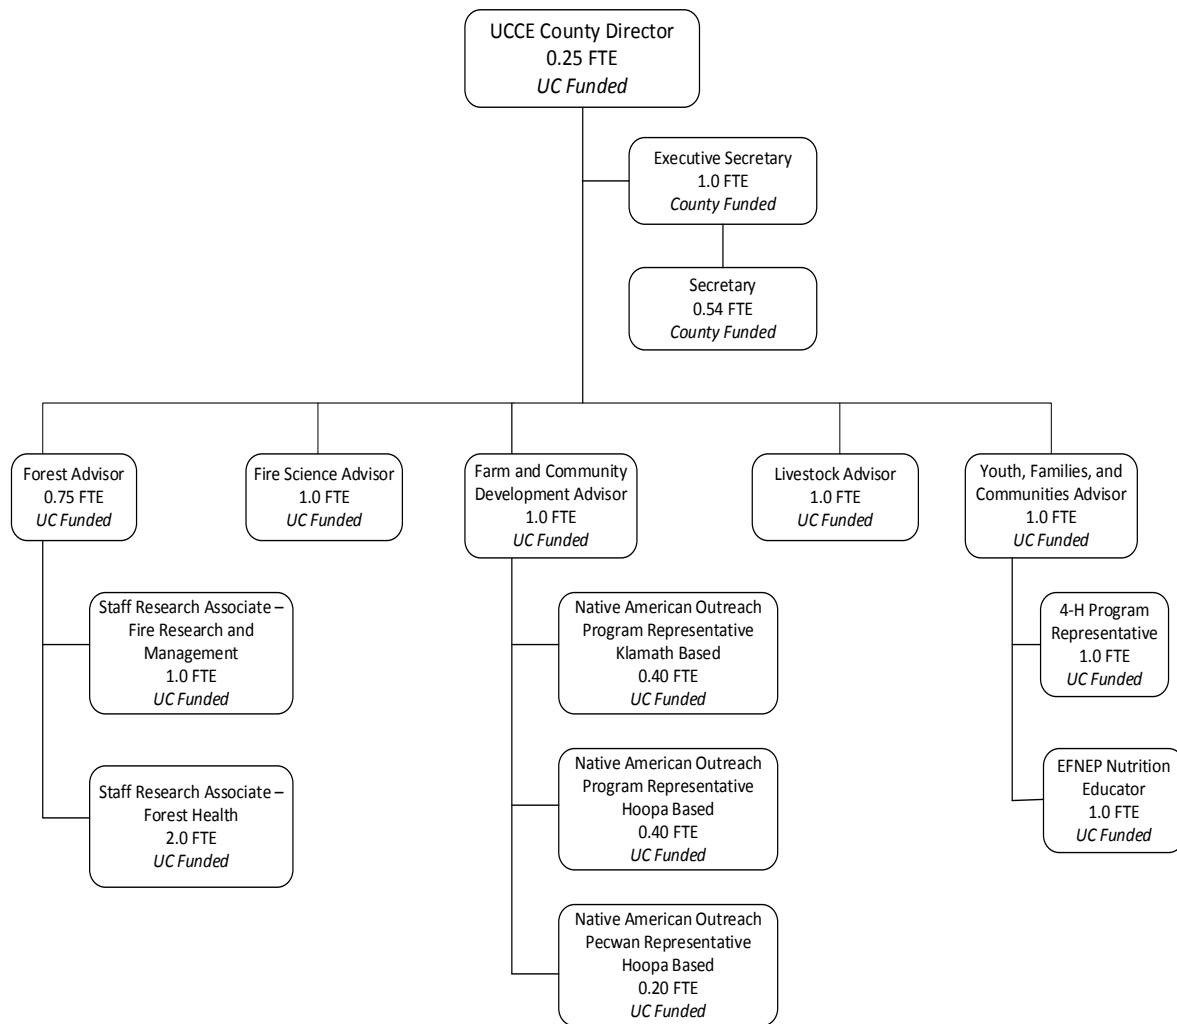 UCCE County Director
0.25 FTE
UC Funded
Executive Secretary
1.0 FTE
County Funded
Secretary
0.54 FTE
County Funded
Forest Advisor
0.75 FTE
UC Funded
Fire Science Advisor
1.0 FTE
UC Funded
Farm and Community
Development Advisor
1.0 FTE
UC Funded
Livestock Advisor
1.0 FTE
UC Funded
Youth, Families, and
Communities Advisor
1.0 FTE
UC Funded
Staff Research Associate –
Fire Research and
Management
1.0 FTE
UC Funded
Staff Research Associate –
Forest Health
2.0 FTE
UC Funded
Native American Outreach
Program Representative
Klamath Based
0.40 FTE
UC Funded
Native American Outreach
Program Representative
Hoopa Based
0.40 FTE
UC Funded
Native American Outreach
Pecwan Representative
Hoopa Based
0.20 FTE
UC Funded
4-H Program
Representative
1.0 FTE
UC Funded
EFNEP Nutrition
Educator
1.0 FTE
UC Funded